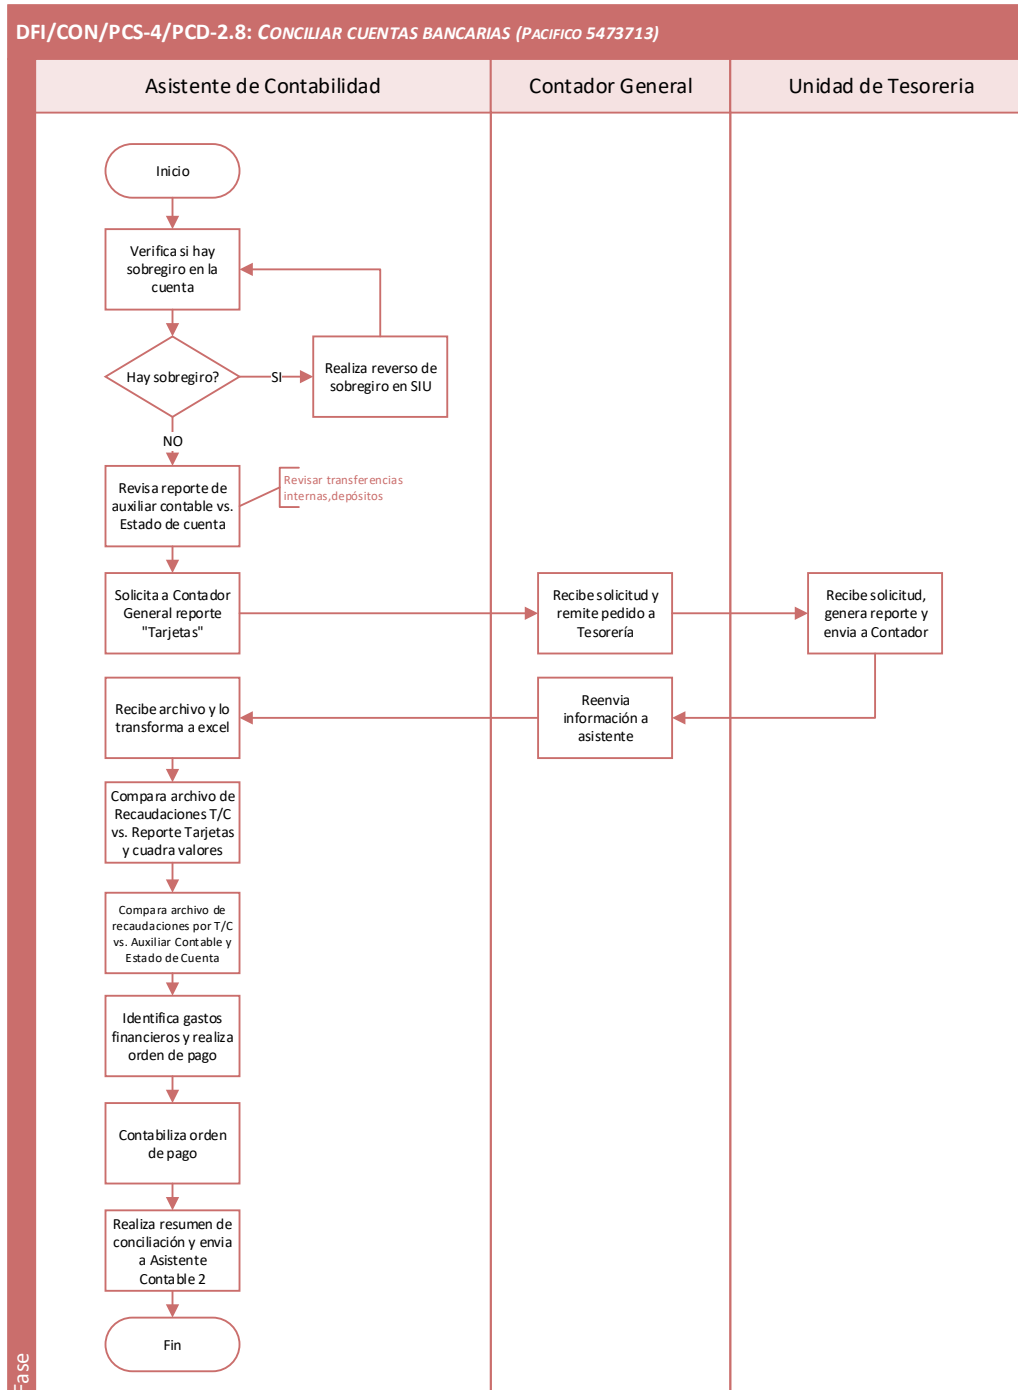 DFI/CON/PCS-4/PCD-2.8: CONCILIAR CUENTAS BANCARIAS (PACIFICO 5473713)
Asistente de Contabilidad
Contador General
Unidad de Tesoreria
Inicio
Verifica si hay
sobregiro en la
cuenta
Hay sobregiro?
SI
Realiza reverso de
sobregiro en SIU
NO
Revisa reporte de
auxiliar contable vs.
Estado de cuenta
Revisar transferencias
internas,depósitos
Solicita a Contador
General reporte
"Tarjetas"
Recibe solicitud y
remite pedido a
Tesorería
Recibe solicitud,
genera reporte y
envia a Contador
Reenvia
información a
asistente
Recibe archivo y lo
transforma a excel
Compara archivo de
Recaudaciones T/C
vs. Reporte Tarjetas
y cuadra valores
Compara archivo de
recaudaciones por T/C
vs. Auxiliar Contable y
Estado de Cuenta
Identifica gastos
financieros y realiza
orden de pago
Contabiliza orden
de pago
Realiza resumen de
conciliación y envia
a Asistente
Contable 2
Fin
Fase